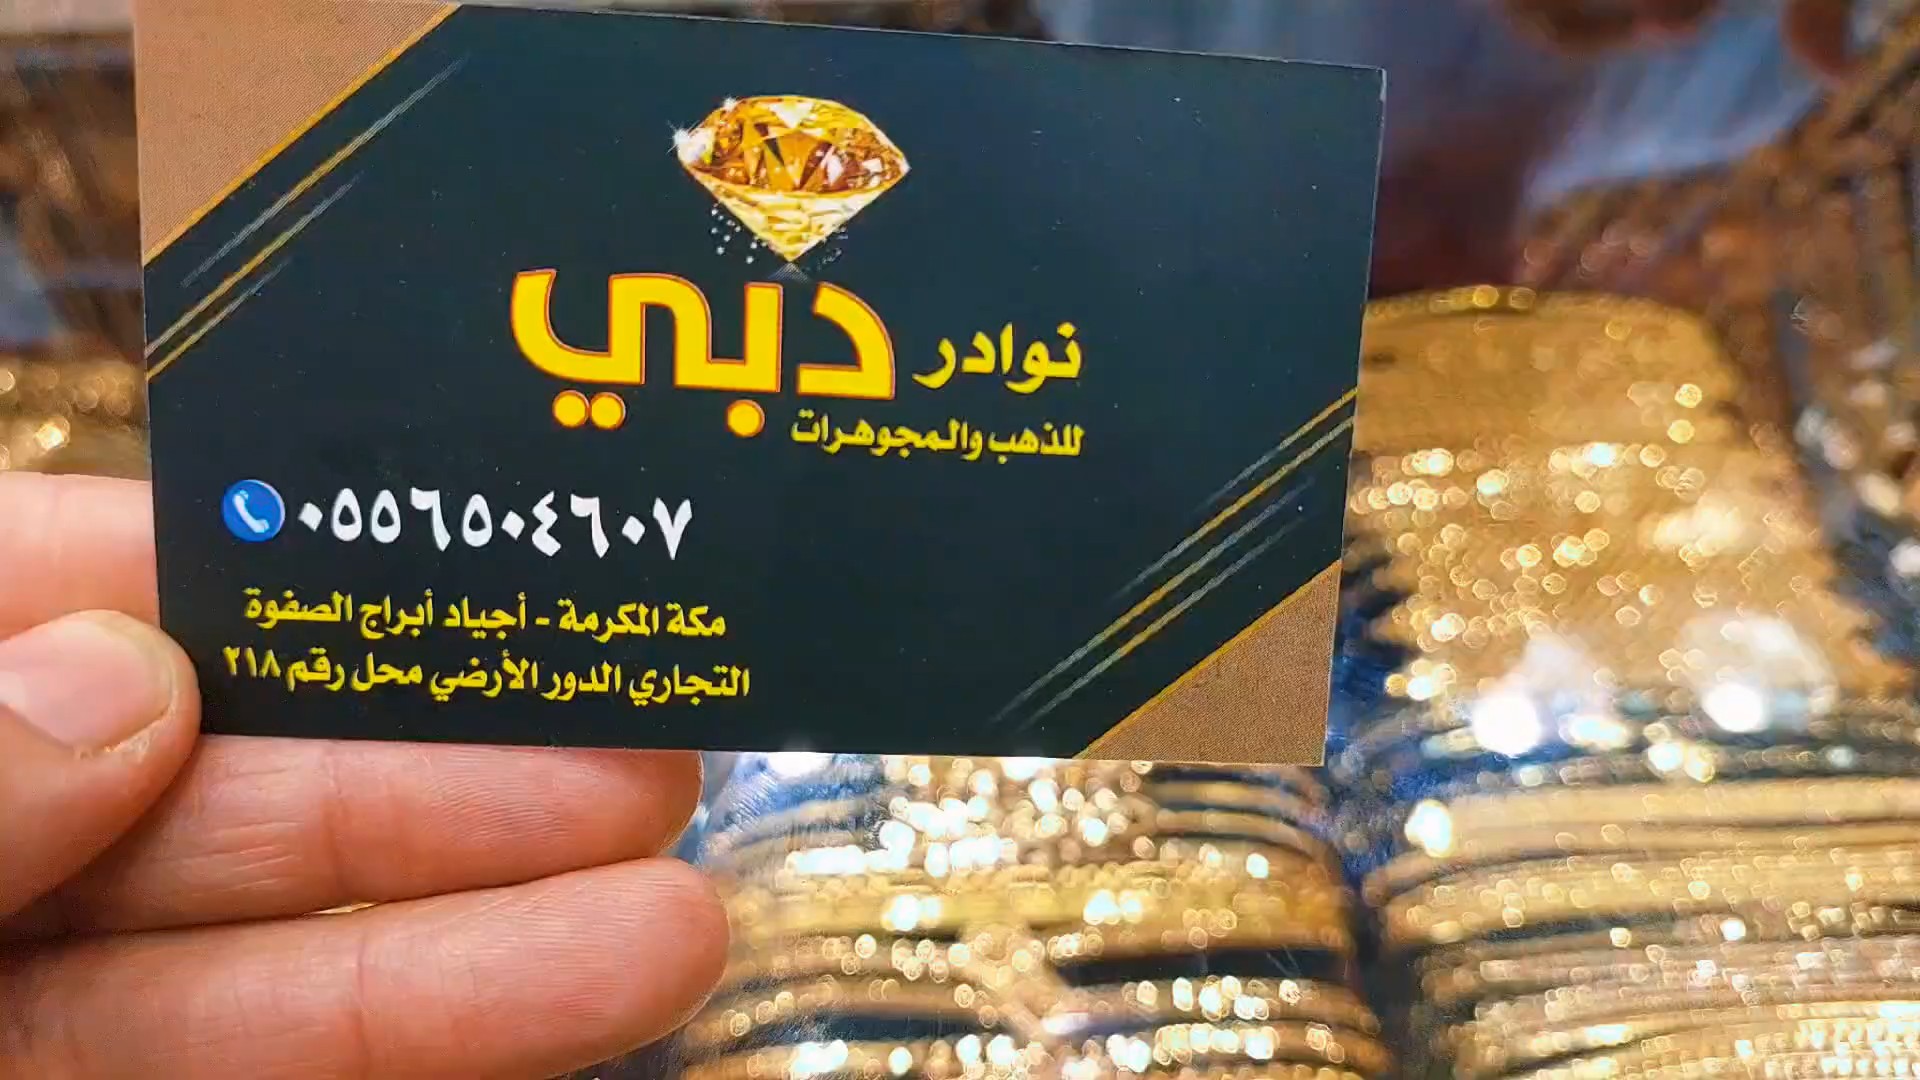 نوادر دبي
للذهب والمجوهرات
٠٥٥٦٥٠٤٦٠٧
مكة المكرمة - أجياد أبراج الصفوة
التجاري الدور الأرضي محل رقم ٢١٨